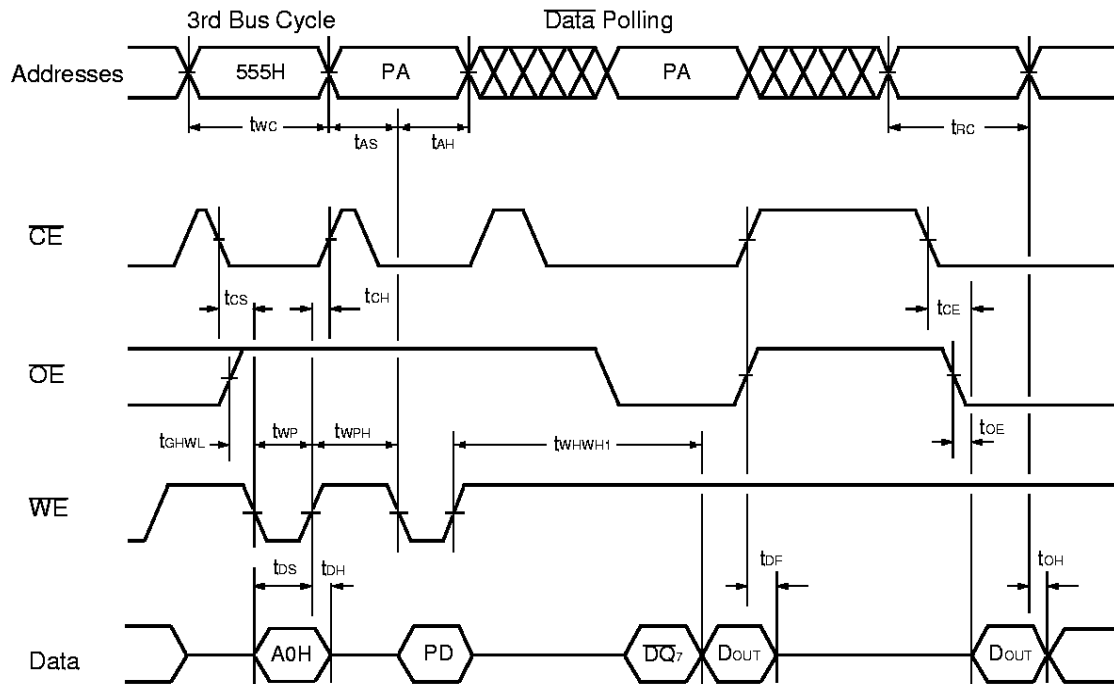 3rd Bus Cycle Data Polling
Addresses 555H PA PA
tWC tAS tAH tRC
CE
tCS tCH tCE
OE
tGHWL tWP tWPH tWHWH1 tOE
WE
tDS tDH tDF tOH
Data A0H PD DQ7 DOUT DOUT